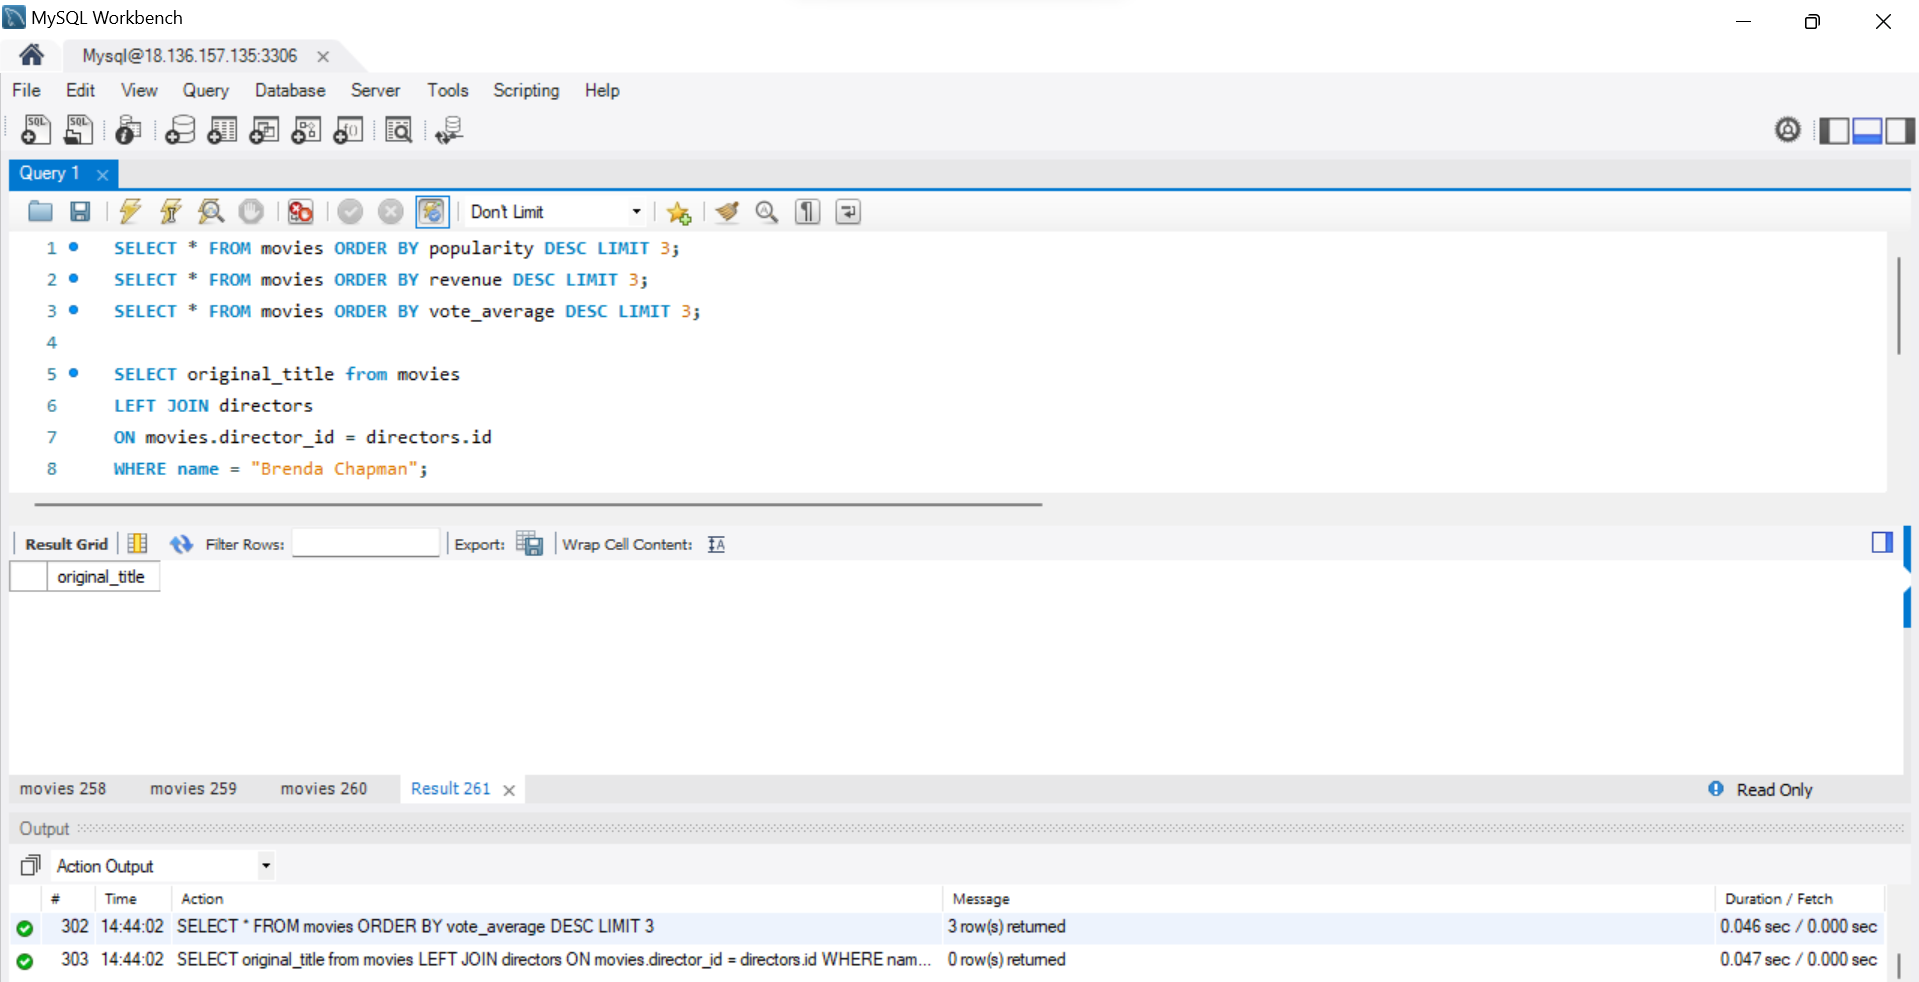 MySQL Workbench
Mysql@18.136.157.135:3306
File Edit View Query Database Server Tools Scripting Help
Query 1
Don't Limit
1 SELECT * FROM movies ORDER BY popularity DESC LIMIT 3;
2 SELECT * FROM movies ORDER BY revenue DESC LIMIT 3;
3 SELECT * FROM movies ORDER BY vote_average DESC LIMIT 3;
4
5 SELECT original_title from movies
6 LEFT JOIN directors
7 ON movies.director_id = directors.id
8 WHERE name = "Brenda Chapman";
Result Grid Filter Rows: Export: Wrap Cell Content:
original_title
movies 258 movies 259 movies 260 Result 261 Read Only
Output
Action Output
# Time Action Message Duration / Fetch
302 14:44:02 SELECT * FROM movies ORDER BY vote_average DESC LIMIT 3 3 row(s) returned 0.046 sec / 0.000 sec
303 14:44:02 SELECT original_title from movies LEFT JOIN directors ON movies.director_id = directors.id WHERE nam... 0 row(s) returned 0.047 sec / 0.000 sec